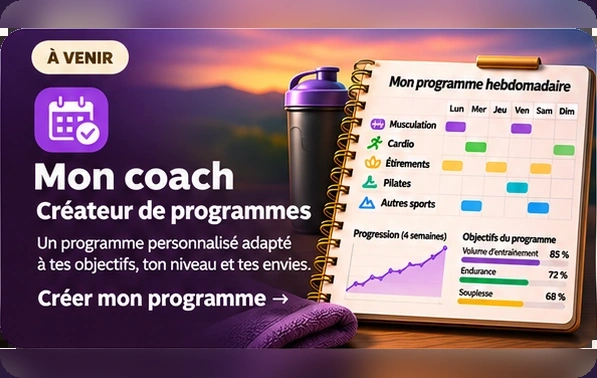 À VENIR
Mon coach
Créateur de programmes
Un programme personnalisé adapté
à tes objectifs, ton niveau et tes envies.
Créer mon programme →
Mon programme hebdomadaire
Lun Mer Jeu Ven Sam Dim
Musculation
Cardio
Étirements
Pilates
Autres sports
Progression (4 semaines)
Objectifs du programme
Volume d'entrainement 85 %
Endurance 72 %
Souplesse 68 %